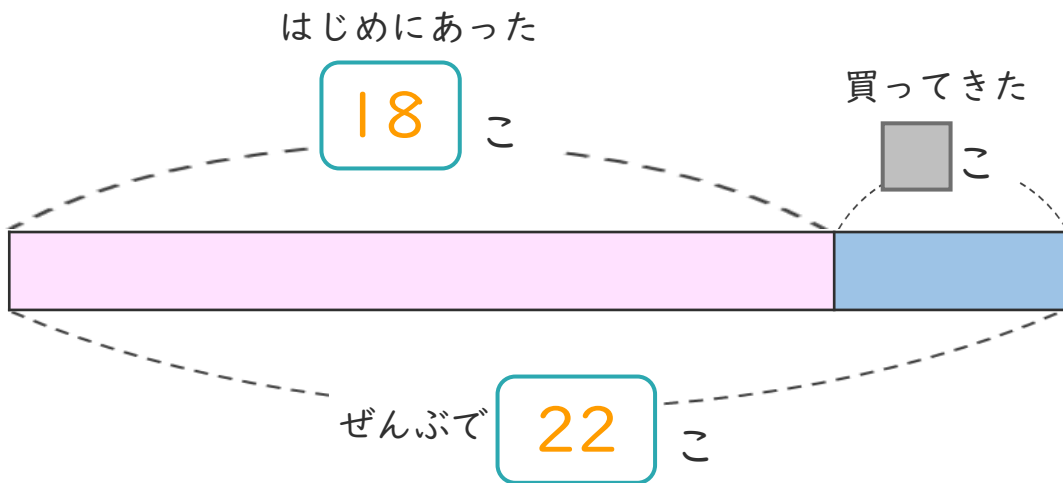 はじめにあった
18 こ
買ってきた
こ
ぜんぶで 22 こ